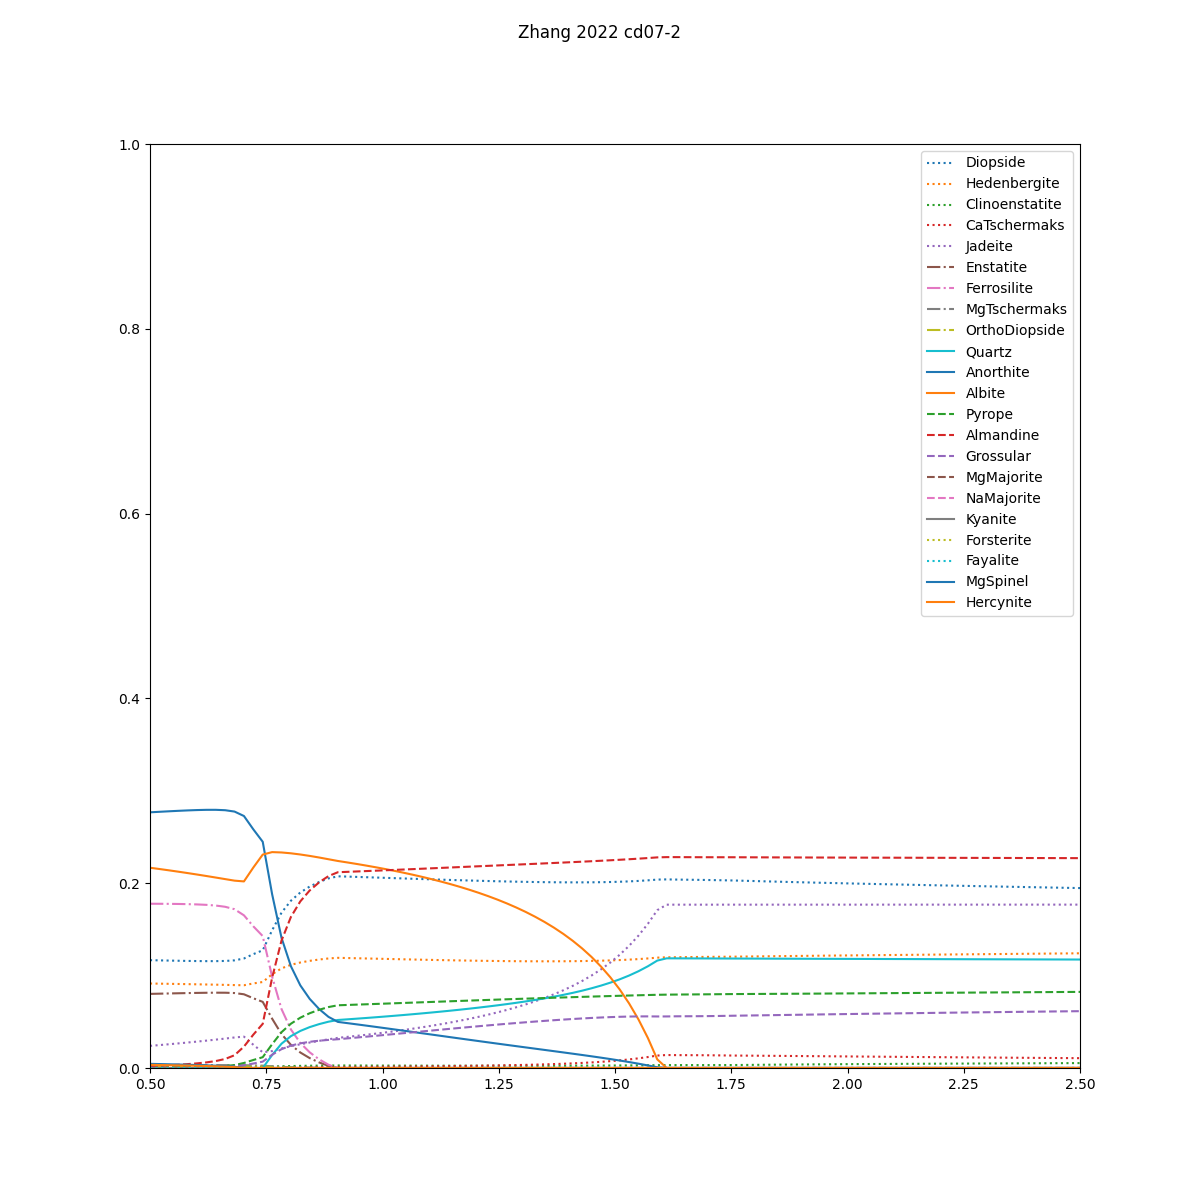 Zhang 2022 cd07-2
1.0
0.8
0.6
0.4
0.2
0.0
Diopside
Hedenbergite
Clinoenstatite
CaTschermaks
Jadeite
Enstatite
Ferrosilite
MgTschermaks
OrthoDiopside
Quartz
Anorthite
Albite
Pyrope
Almandine
Grossular
MgMajorite
NaMajorite
Kyanite
Forsterite
Fayalite
MgSpinel
Hercynite
0.50 0.75 1.00 1.25 1.50 1.75 2.00 2.25 2.50